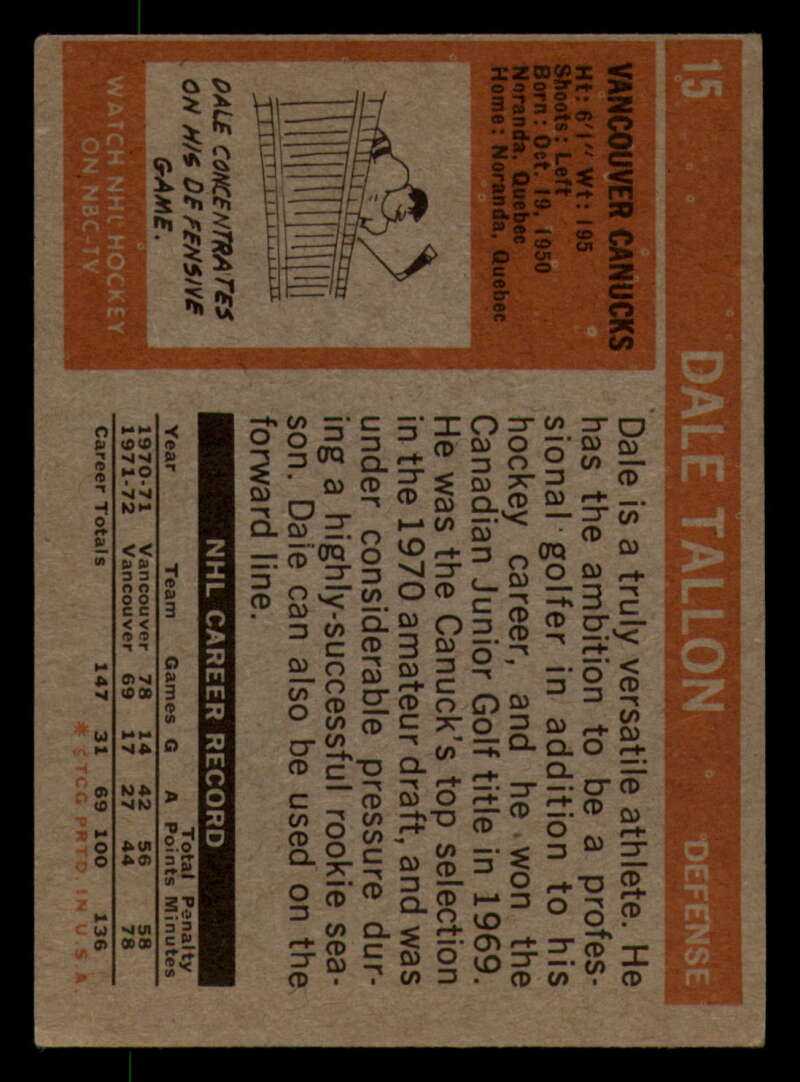 15 DALE TALLON DEFENSE
VANCOUVER CANUCKS
Ht: 6'1" Wt: 195
Shoots: Left
Born: Oct. 19, 1950
Noranda, Quebec
Home: Noranda, Quebec
DALE CONCENTRATES
ON HIS DEFENSIVE
GAME.
WATCH NHL HOCKEY
ON NBC-TV
Dale is a truly versatile athlete. He
has the ambition to be a profes-
sional golfer in addition to his
hockey career, and he won the
Canadian Junior Golf title in 1969.
He was the Canuck's top selection
in the 1970 amateur draft, and was
under considerable pressure dur-
ing a highly-successful rookie sea-
son. Dale can also be used on the
forward line.
NHL CAREER RECORD
Total Penalty
Year Team Games G A Points Minutes
1970-71 Vancouver 78 14 42 56 58
1971-72 Vancouver 69 17 27 44 78
Career Totals 147 31 69 100 136
* © T.C.G. PRTD. IN U.S.A.